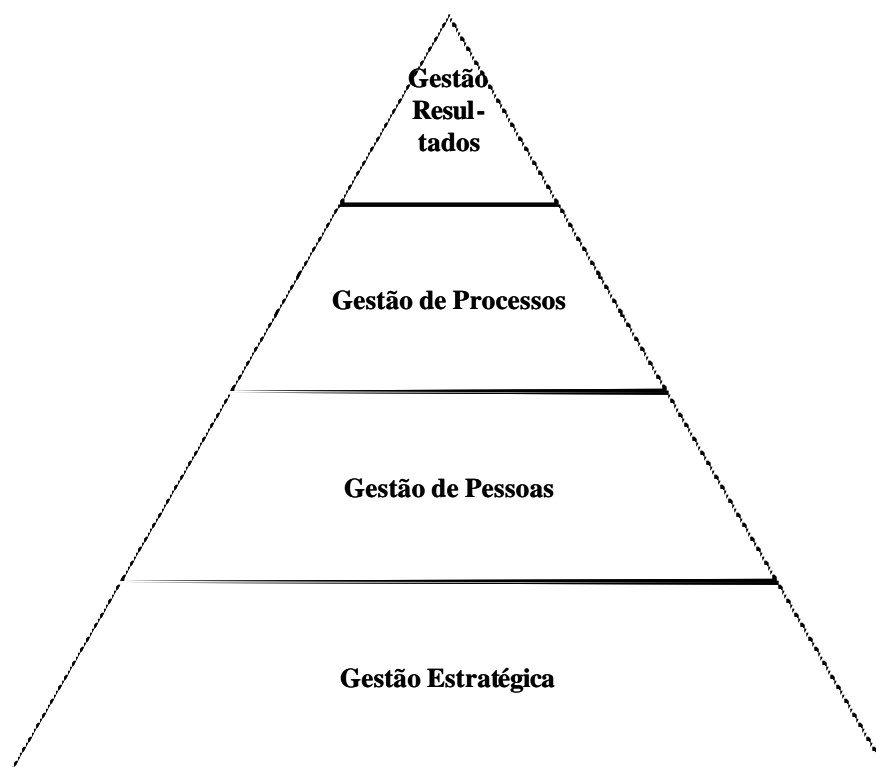 Gestão
Resul-
tados
Gestão de Processos
Gestão de Pessoas
Gestão Estratégica